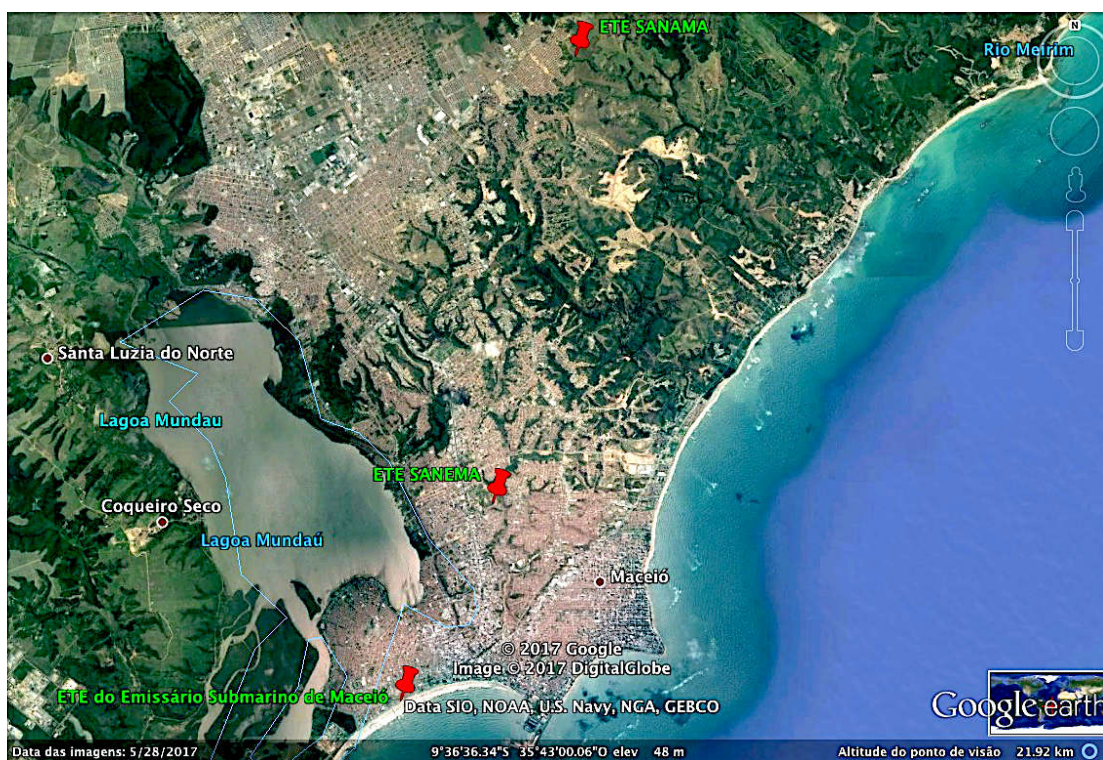 ETE SANAMA
N
Rio Meirim
Santa Luzia do Norte
Lagoa Mundau
ETE SANEMA
Coqueiro Seco
Lagoa Mundaú
Maceió
© 2017 Google
Image © 2017 DigitalGlobe
ETE do Emissário Submarino de Maceió
Data SIO, NOAA, U.S. Navy, NGA, GEBCO
Google earth
Data das imagens: 5/28/2017 9°36'36.34"S 35°43'00.06"O elev 48 m Altitude do ponto de visão 21.92 km